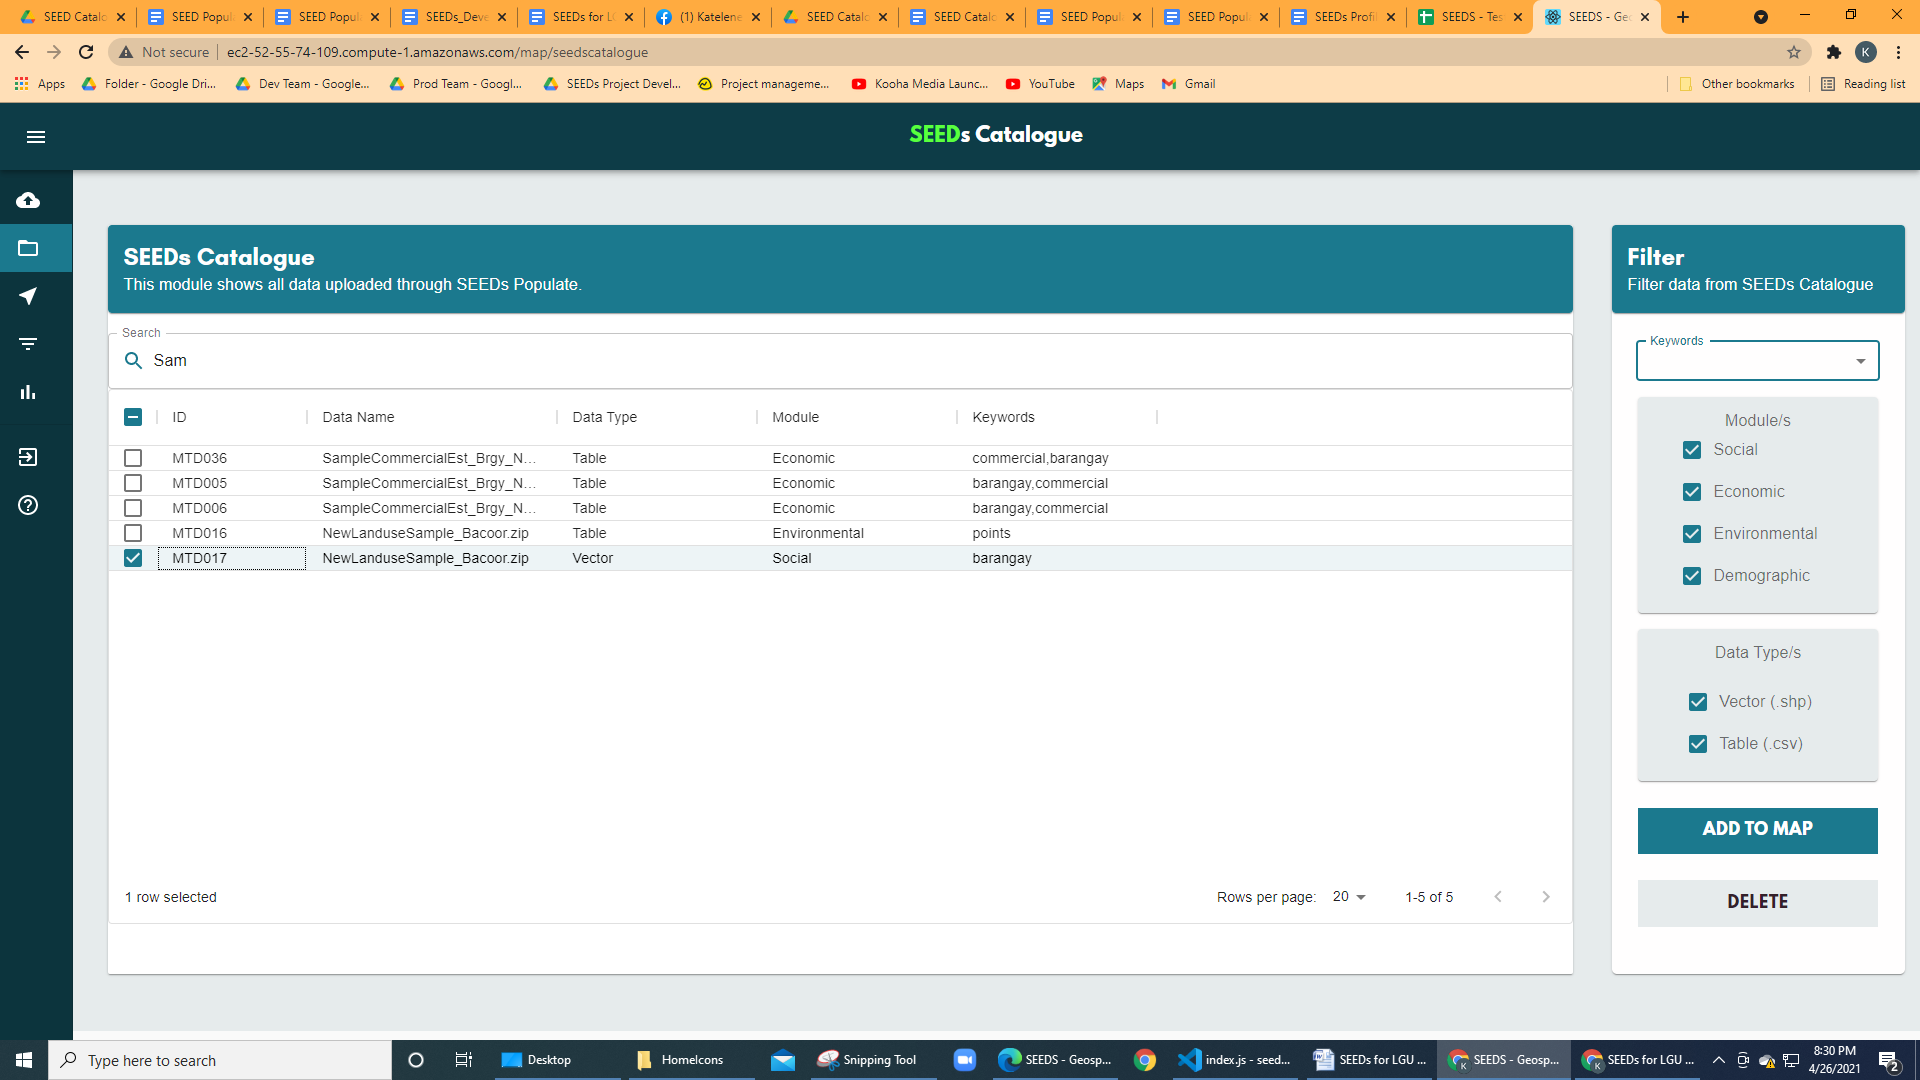 SEED Catalo
SEED Popul
SEED Popul
SEEDs_Deve
SEEDs for L
(1) Katelene
SEED Catalo
SEED Catalo
SEED Popul
SEED Popul
SEEDs Profi
SEEDS - Tes
SEEDS - Geo
Not secure
ec2-52-55-74-109.compute-1.amazonaws.com/map/seedscatalogue
K
Apps
Folder - Google Dri...
Dev Team - Google...
Prod Team - Googl...
SEEDs Project Devel...
Project manageme...
Kooha Media Launc...
YouTube
Maps
Gmail
Other bookmarks
Reading list
SEEDs Catalogue
SEEDs Catalogue
This module shows all data uploaded through SEEDs Populate.
Search
Sam
ID Data Name Data Type Module Keywords
MTD036 SampleCommercialEst_Brgy_N... Table Economic commercial,barangay
MTD005 SampleCommercialEst_Brgy_N... Table Economic barangay,commercial
MTD006 SampleCommercialEst_Brgy_N... Table Economic barangay,commercial
MTD016 NewLanduseSample_Bacoor.zip Table Environmental points
MTD017 NewLanduseSample_Bacoor.zip Vector Social barangay
1 row selected
Rows per page: 20 1-5 of 5
Filter
Filter data from SEEDs Catalogue
Keywords
Module/s
Social
Economic
Environmental
Demographic
Data Type/s
Vector (.shp)
Table (.csv)
ADD TO MAP
DELETE
Type here to search
Desktop
HomeIcons
Snipping Tool
SEEDS - Geosp...
index.js - seed...
SEEDs for LGU ...
K
SEEDS - Geosp...
K
SEEDs for LGU ...
8:30 PM
4/26/2021
2